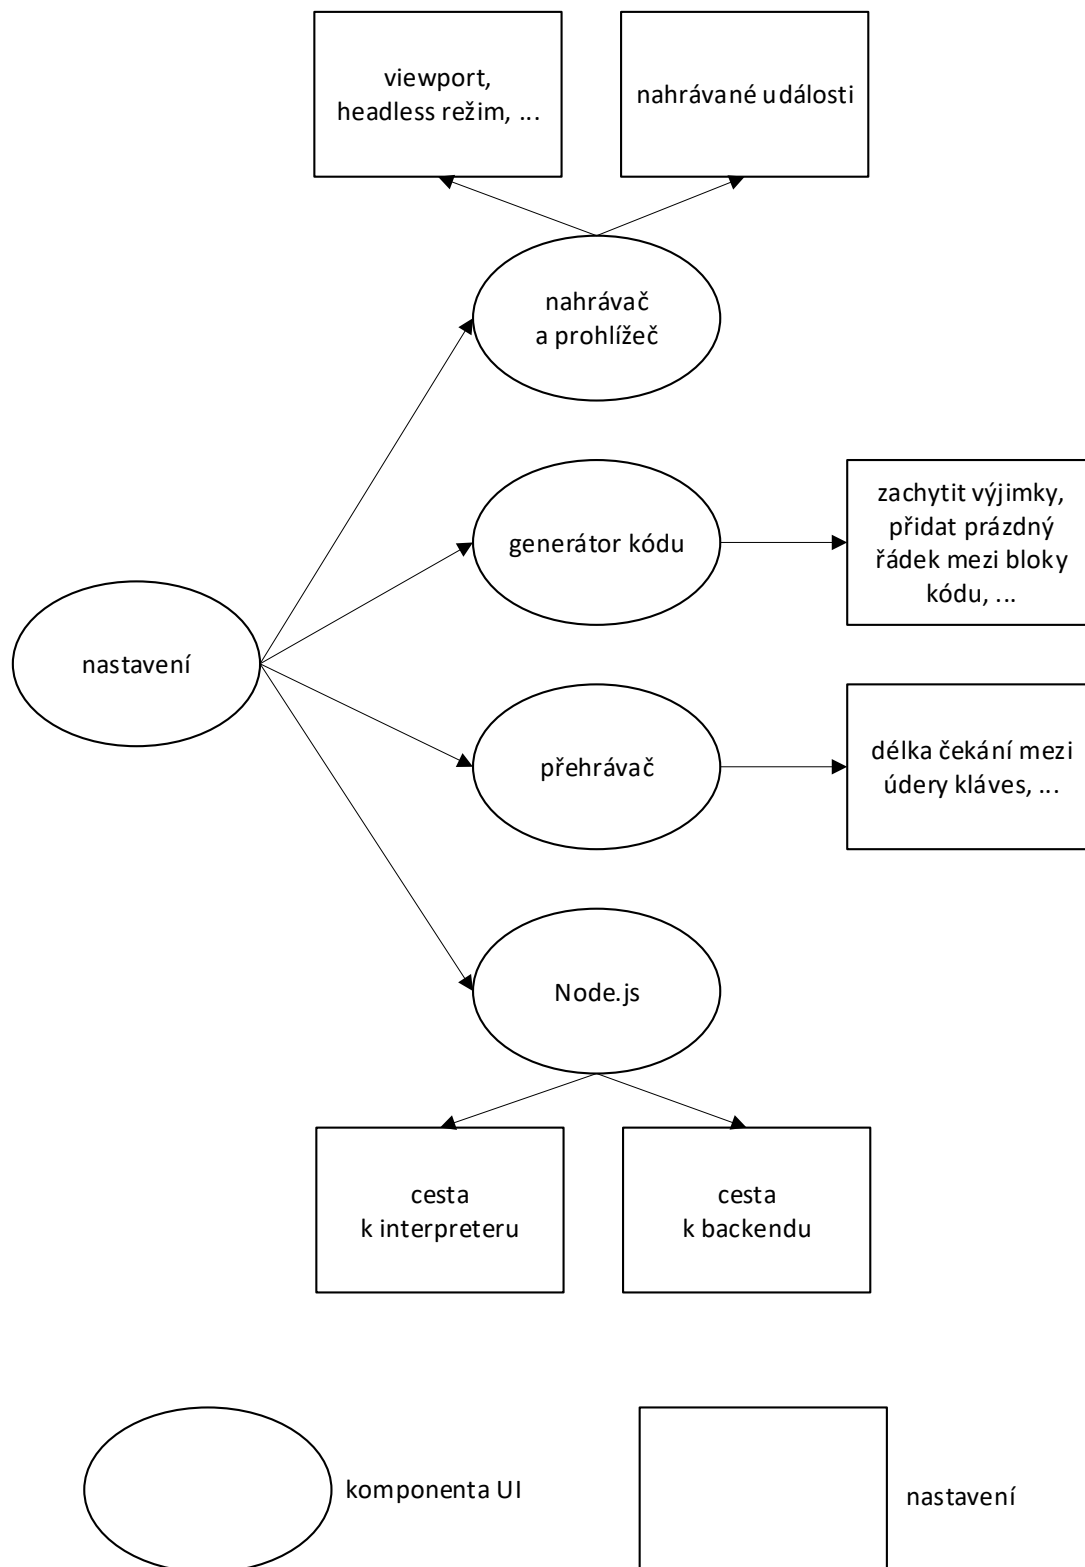 viewport,
headless režim, ...
nahrávané události
nahrávač
a prohlížeč
generátor kódu
zachytit výjimky,
přidat prázdný
řádek mezi bloky
kódu, ...
nastavení
přehrávač
délka čekání mezi
údery kláves, ...
Node.js
cesta
k interpreteru
cesta
k backendu
komponenta UI
nastavení